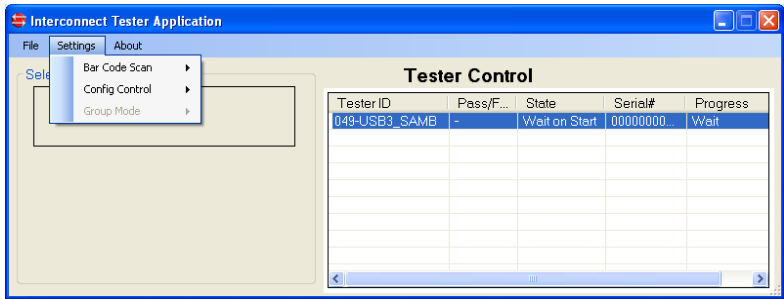 Interconnect Tester Application
File Settings About
Bar Code Scan
Config Control
Group Mode
Sele
Tester Control
Tester ID Pass/F... State Serial# Progress
049-USB3_SAMB - Wait on Start 00000000... Wait